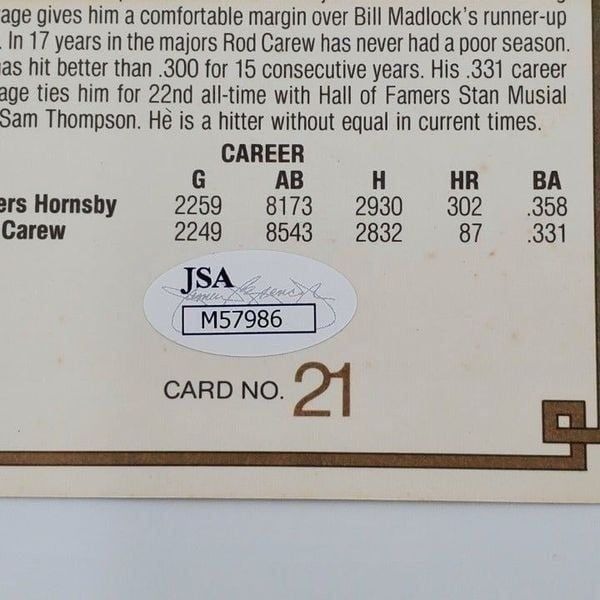 age gives him a comfortable margin over Bill Madlock's runner-up
. In 17 years in the majors Rod Carew has never had a poor season.
as hit better than .300 for 15 consecutive years. His .331 career
age ties him for 22nd all-time with Hall of Famers Stan Musial
Sam Thompson. He is a hitter without equal in current times.
CAREER
G AB H HR BA
ers Hornsby 2259 8173 2930 302 .358
Carew 2249 8543 2832 87 .331
JSA
M57986
CARD NO. 21